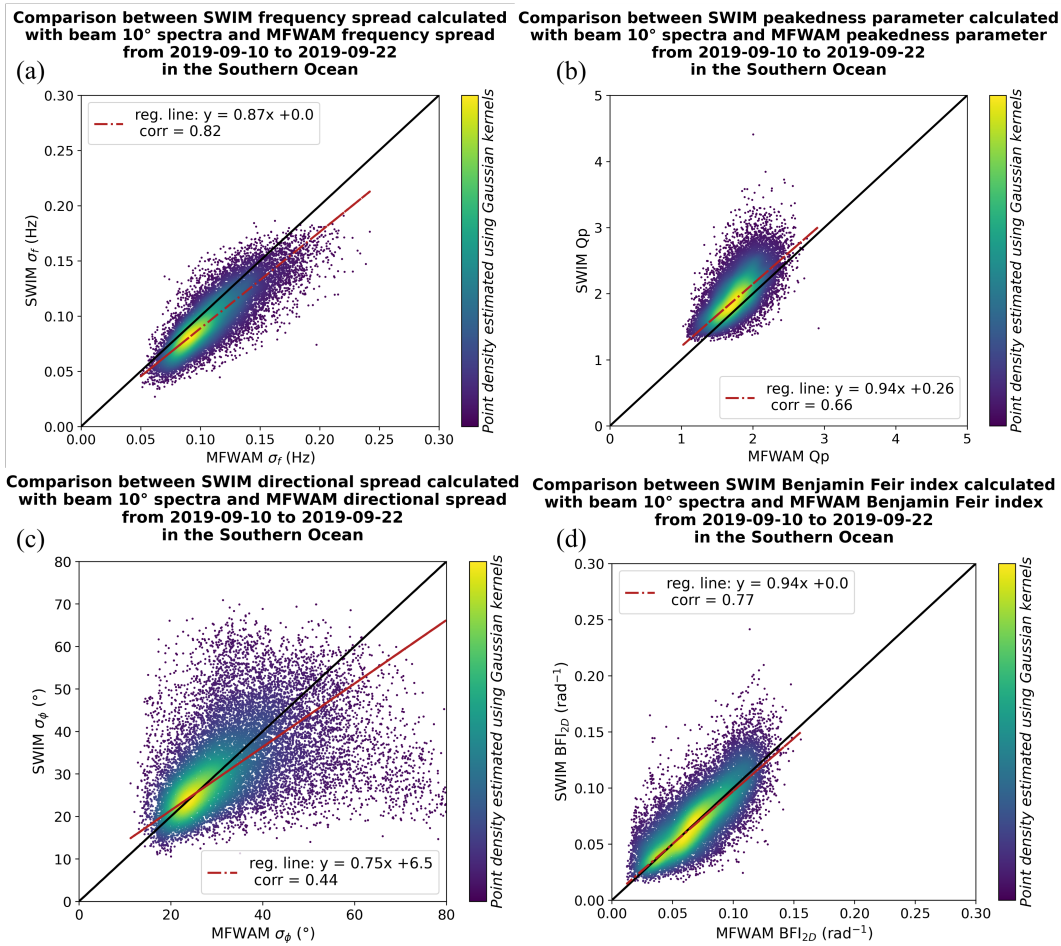 Comparison between SWIM frequency spread calculated
with beam 10° spectra and MFWAM frequency spread
from 2019-09-10 to 2019-09-22
in the Southern Ocean
(a)
0.30
0.25
0.20
0.15
0.10
0.05
0.00
SWIM σf (Hz)
reg. line: y = 0.87x +0.0
corr = 0.82
0.00 0.05 0.10 0.15 0.20 0.25 0.30
MFWAM σf (Hz)
Point density estimated using Gaussian kernels
Comparison between SWIM peakedness parameter calculated
with beam 10° spectra and MFWAM peakedness parameter
from 2019-09-10 to 2019-09-22
in the Southern Ocean
(b)
5
4
3
2
1
0
SWIM Qp
reg. line: y = 0.94x +0.26
corr = 0.66
0 1 2 3 4 5
MFWAM Qp
Point density estimated using Gaussian kernels
Comparison between SWIM directional spread calculated
with beam 10° spectra and MFWAM directional spread
from 2019-09-10 to 2019-09-22
in the Southern Ocean
(c)
80
70
60
50
40
30
20
10
0
SWIM σϕ (°)
reg. line: y = 0.75x +6.5
corr = 0.44
0 20 40 60 80
MFWAM σϕ (°)
Point density estimated using Gaussian kernels
Comparison between SWIM Benjamin Feir index calculated
with beam 10° spectra and MFWAM Benjamin Feir index
from 2019-09-10 to 2019-09-22
in the Southern Ocean
(d)
0.30
0.25
0.20
0.15
0.10
0.05
0.00
SWIM BFI2D (rad⁻¹)
reg. line: y = 0.94x +0.0
corr = 0.77
0.00 0.05 0.10 0.15 0.20 0.25 0.30
MFWAM BFI2D (rad⁻¹)
Point density estimated using Gaussian kernels